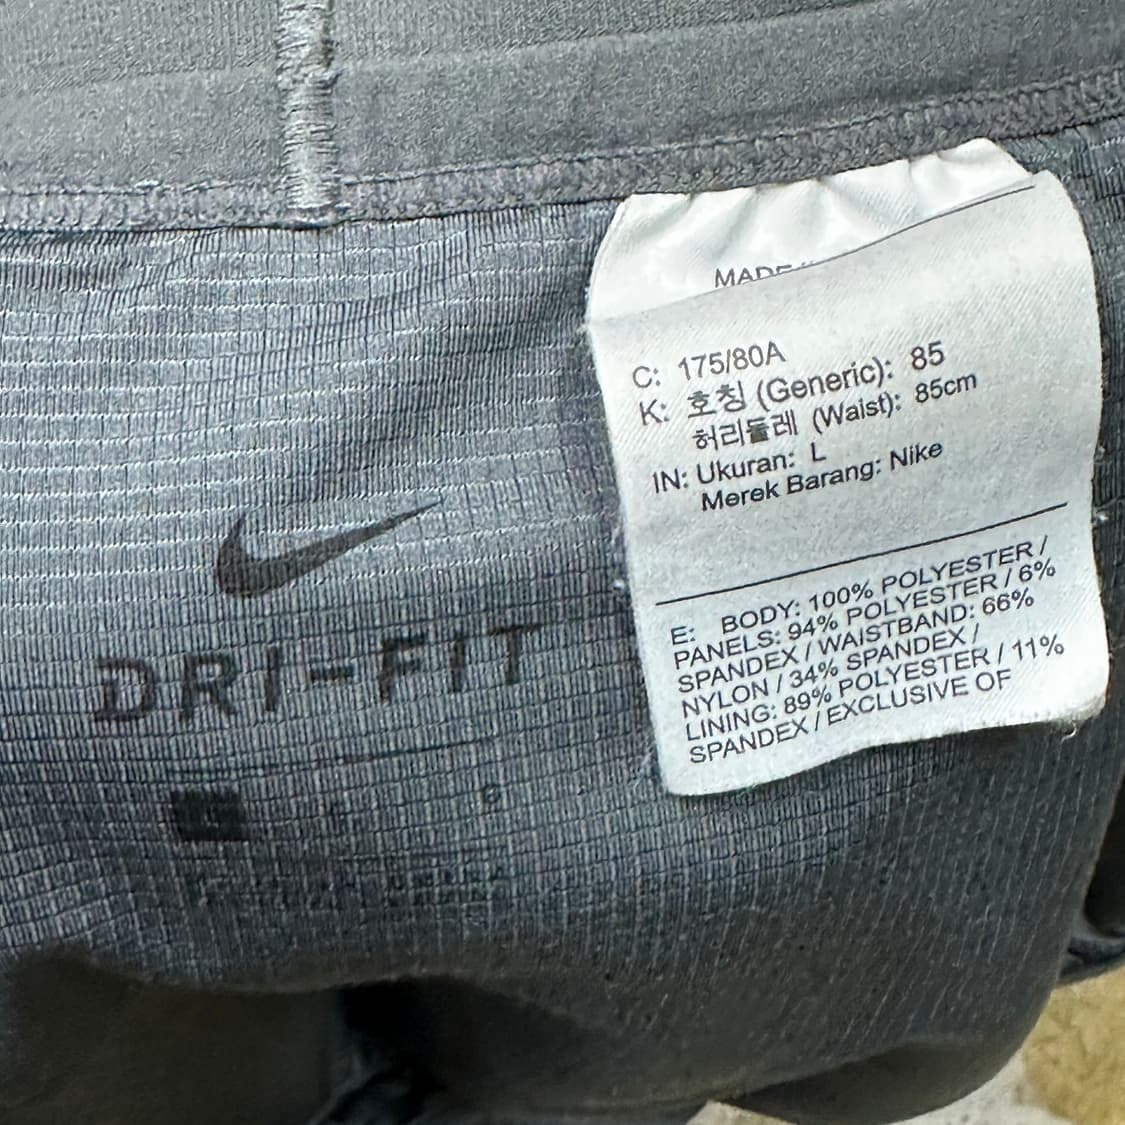 MADE
C: 175/80A
K: 호칭 (Generic): 85
허리둘레 (Waist): 85cm
IN: Ukuran: L
Merek Barang: Nike
E: BODY: 100% POLYESTER /
PANELS: 94% POLYESTER / 6%
SPANDEX / WAISTBAND: 66%
NYLON / 34% SPANDEX /
LINING: 89% POLYESTER / 11%
SPANDEX / EXCLUSIVE OF
DRI-FIT